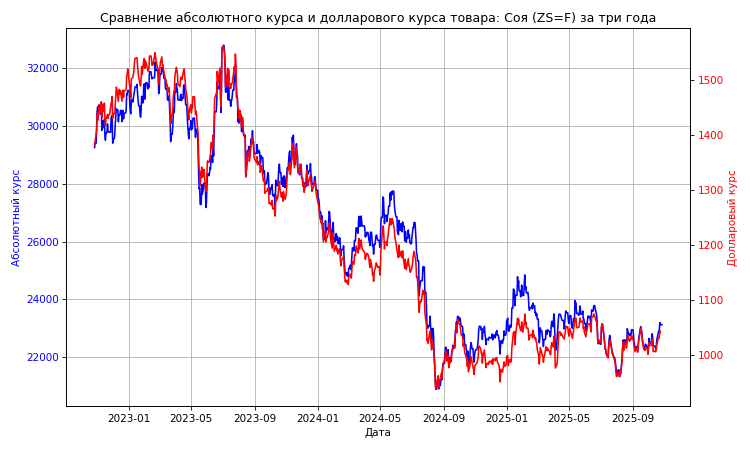 Сравнение абсолютного курса и долларового курса товара: Соя (ZS=F) за три года
32000
30000
28000
26000
24000
22000
Абсолютный курс
1500
1400
1300
1200
1100
1000
Долларовый курс
2023-01 2023-05 2023-09 2024-01 2024-05 2024-09 2025-01 2025-05 2025-09
Дата